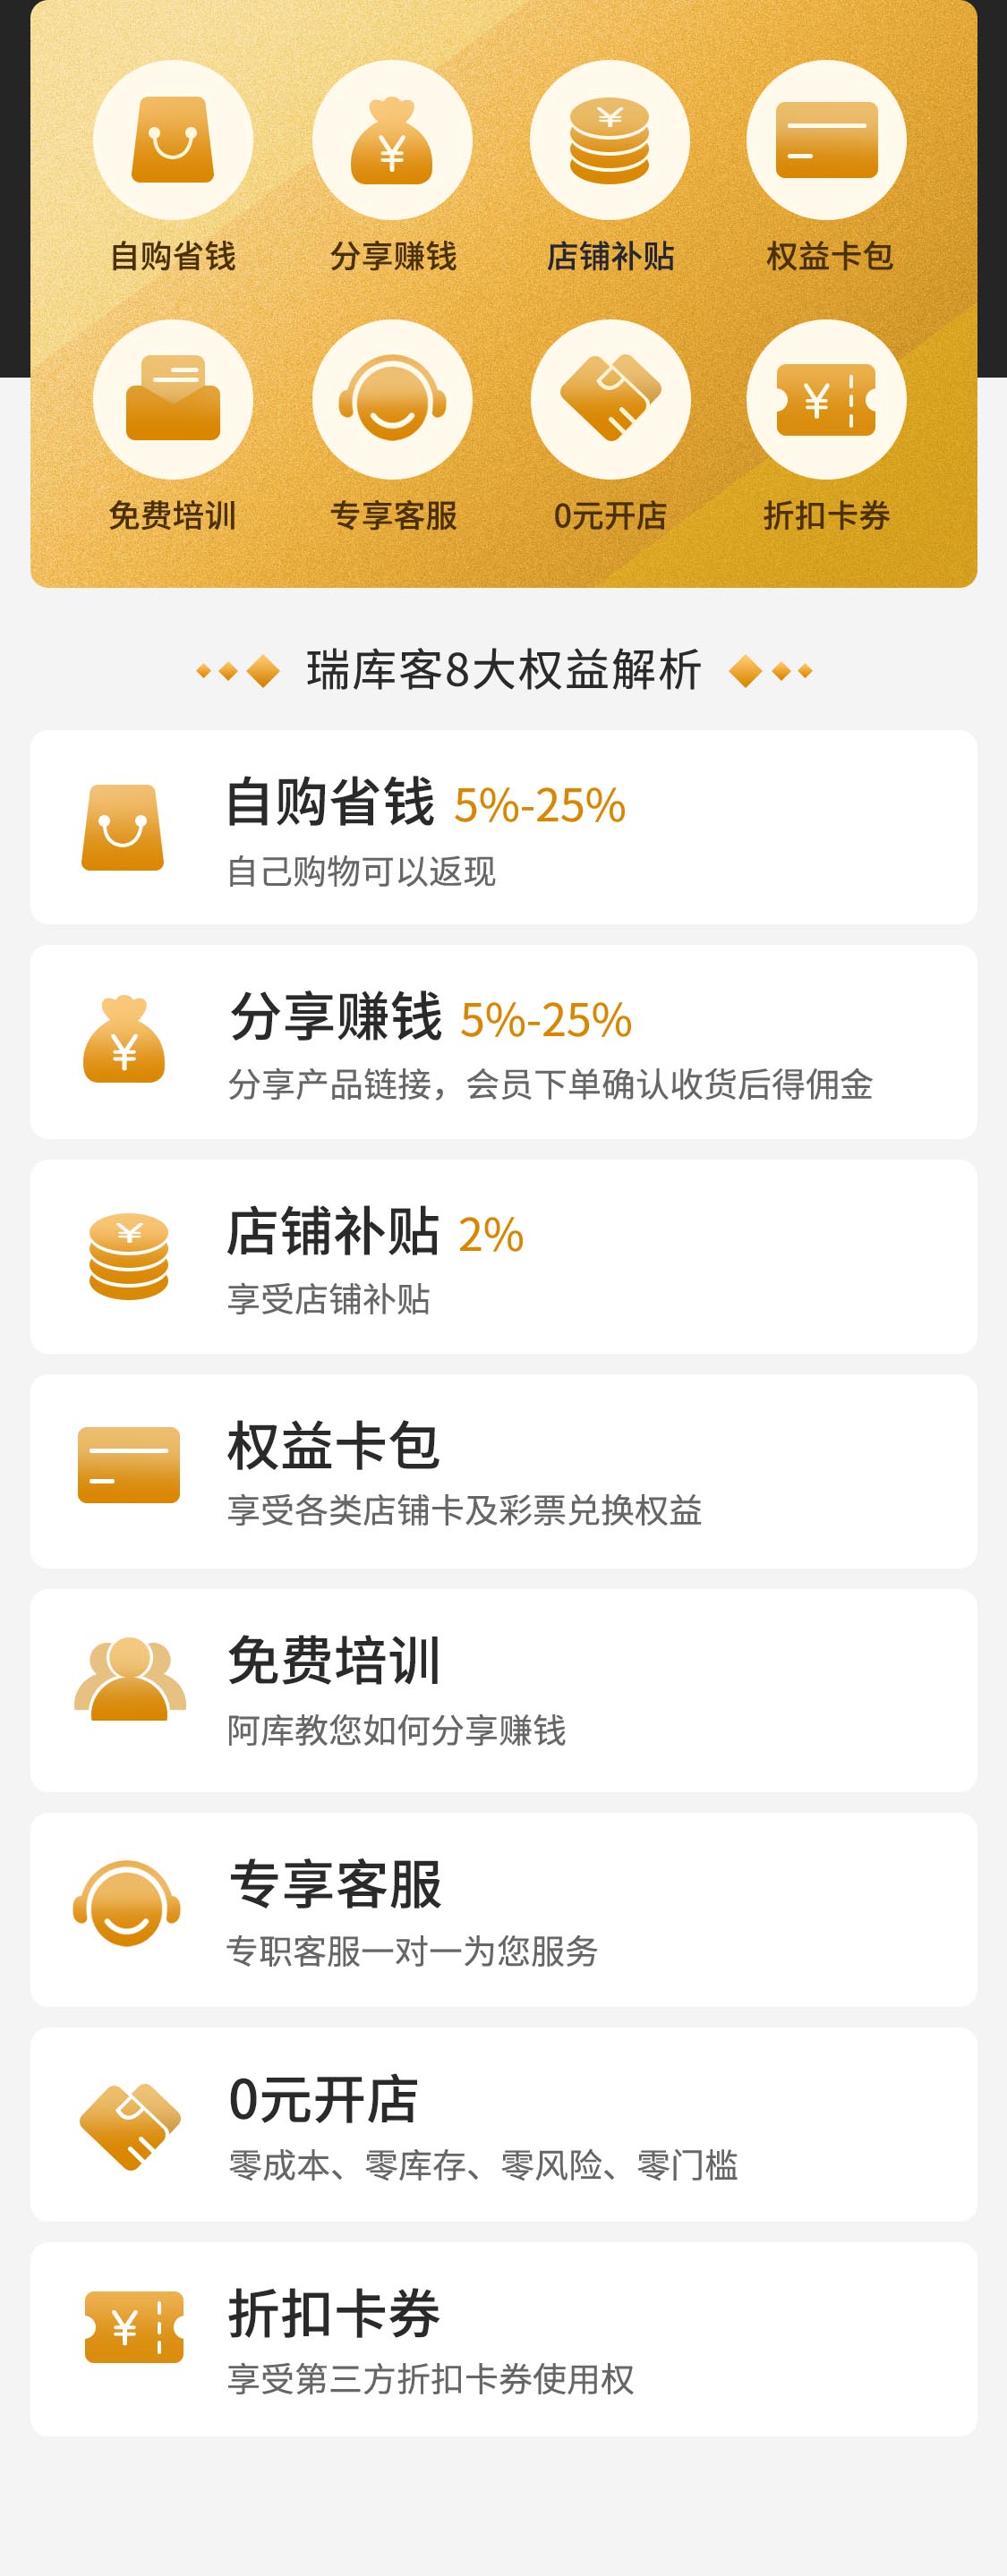 自购省钱
分享赚钱
店铺补贴
权益卡包
免费培训
专享客服
0元开店
折扣卡券
瑞库客8大权益解析
自购省钱 5%-25%
自己购物可以返现
分享赚钱 5%-25%
分享产品链接，会员下单确认收货后得佣金
店铺补贴 2%
享受店铺补贴
权益卡包
享受各类店铺卡及彩票兑换权益
免费培训
阿库教您如何分享赚钱
专享客服
专职客服一对一为您服务
0元开店
零成本、零库存、零风险、零门槛
折扣卡券
享受第三方折扣卡券使用权